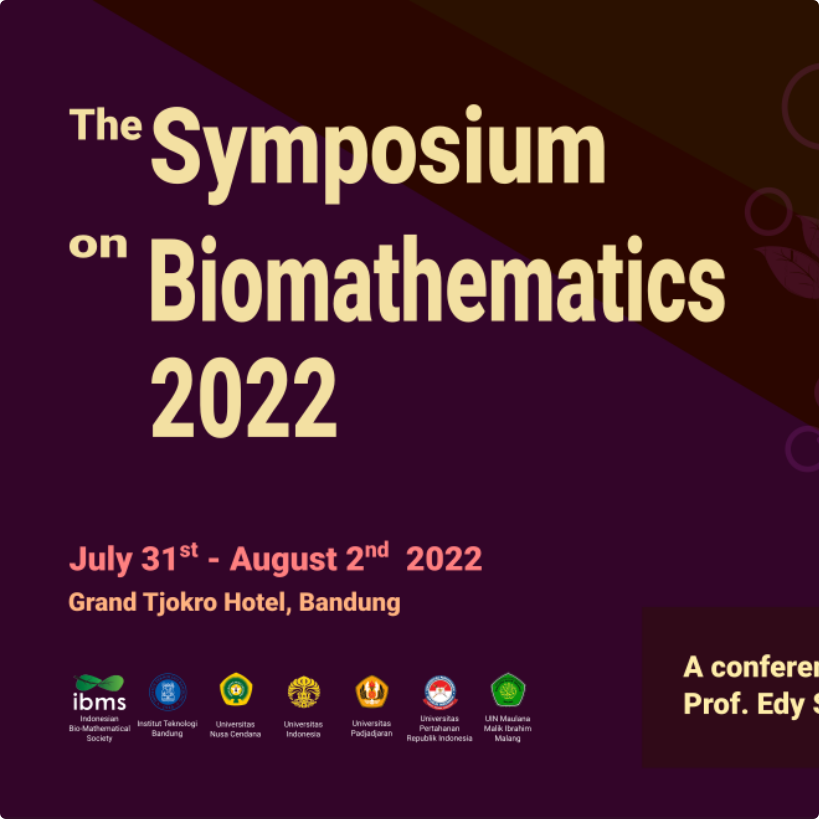 The Symposium
on Biomathematics
2022
July 31st - August 2nd 2022
Grand Tjokro Hotel, Bandung
ibms
Indonesian
Bio-Mathematical
Society
Institut Teknologi
Bandung
Universitas
Nusa Cendana
Universitas
Indonesia
Universitas
Padjadjaran
Universitas
Pertahanan
Republik Indonesia
UIN Maulana
Malik Ibrahim
Malang
A conferen
Prof. Edy S